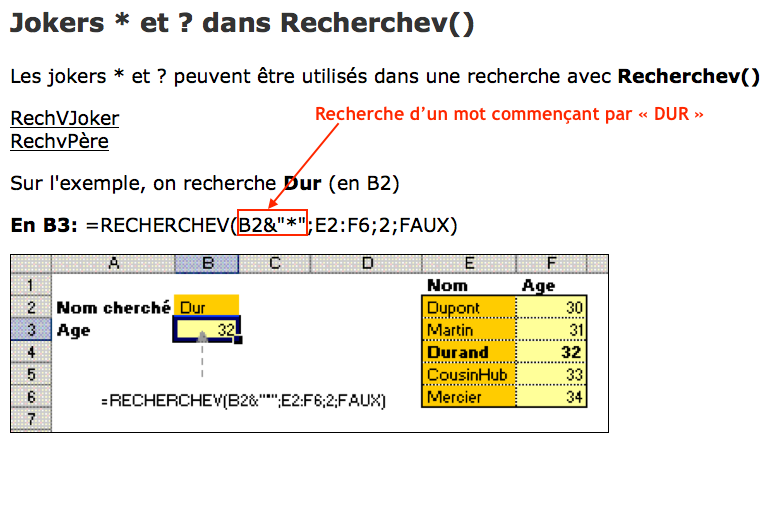 Jokers * et ? dans Recherchev()
Les jokers * et ? peuvent être utilisés dans une recherche avec Recherchev()
RechVJoker
Recherche d’un mot commençant par « DUR »
RechvPère
Sur l'exemple, on recherche Dur (en B2)
En B3: =RECHERCHEV(B2&"*";E2:F6;2;FAUX)
A B C D E F
1 Nom Age
2 Nom cherché Dur Dupont 30
3 Age 32 Martin 31
4 Durand 32
5 CousinHub 33
6 =RECHERCHEV(B2&"*";E2:F6;2;FAUX) Mercier 34
7